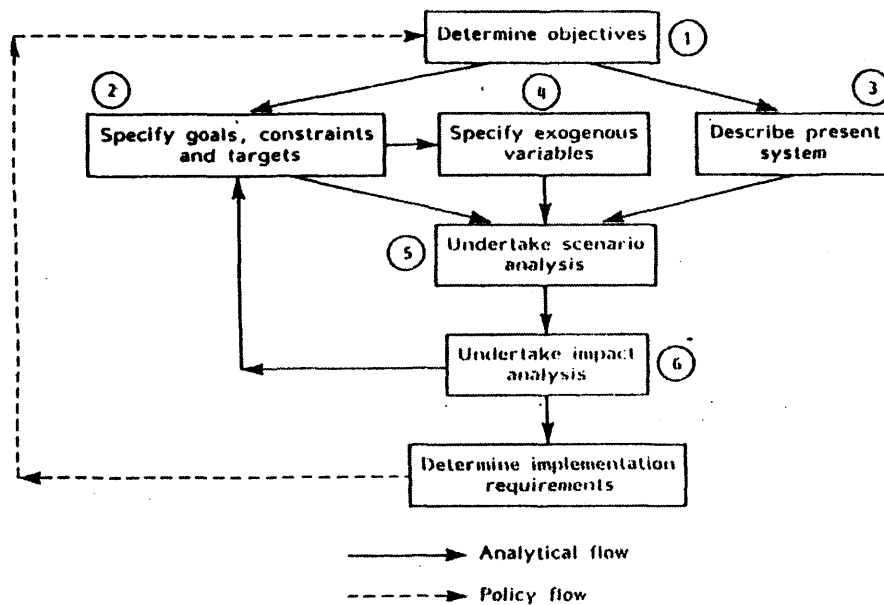 Determine objectives
1
2
4
3
Specify goals, constraints
and targets
Specify exogenous
variables
Describe present
system
5
Undertake scenario
analysis
Undertake impact
analysis
6
Determine implementation
requirements
Analytical flow
Policy flow